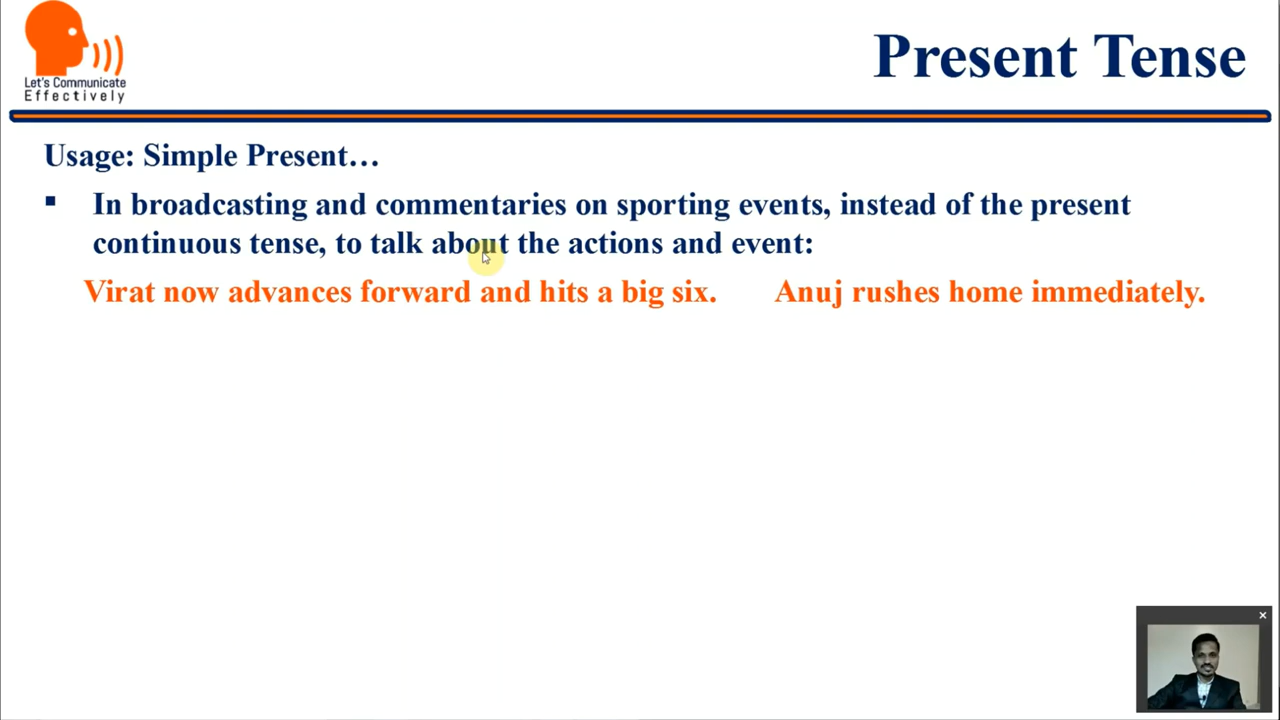 Let's Communicate
Effectively
Present Tense
Usage: Simple Present…
▪ In broadcasting and commentaries on sporting events, instead of the present
continuous tense, to talk about the actions and event:
Virat now advances forward and hits a big six. Anuj rushes home immediately.